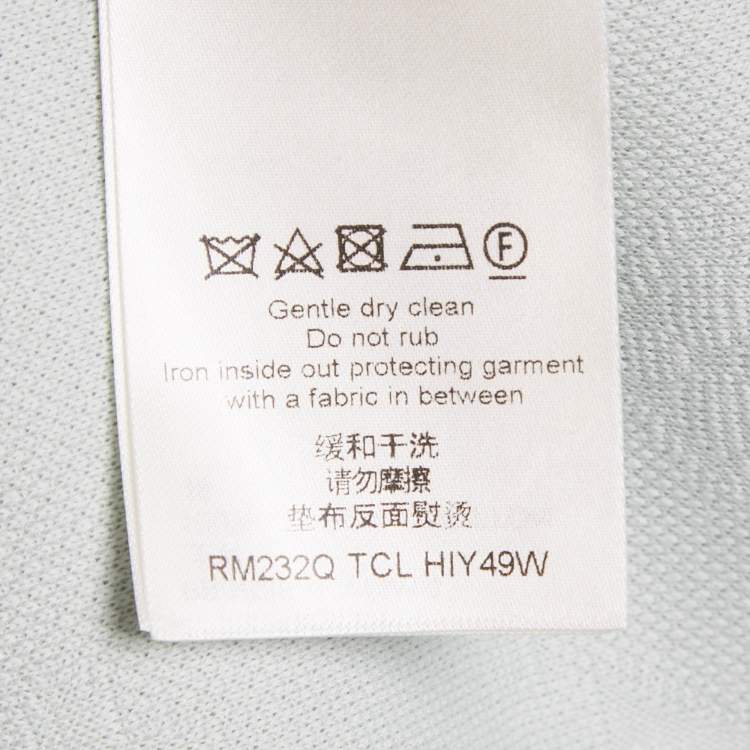 F
Gentle dry clean
Do not rub
Iron inside out protecting garment
with a fabric in between
缓和干洗
请勿摩擦
垫布反面熨烫
RM232Q TCL HIY49W